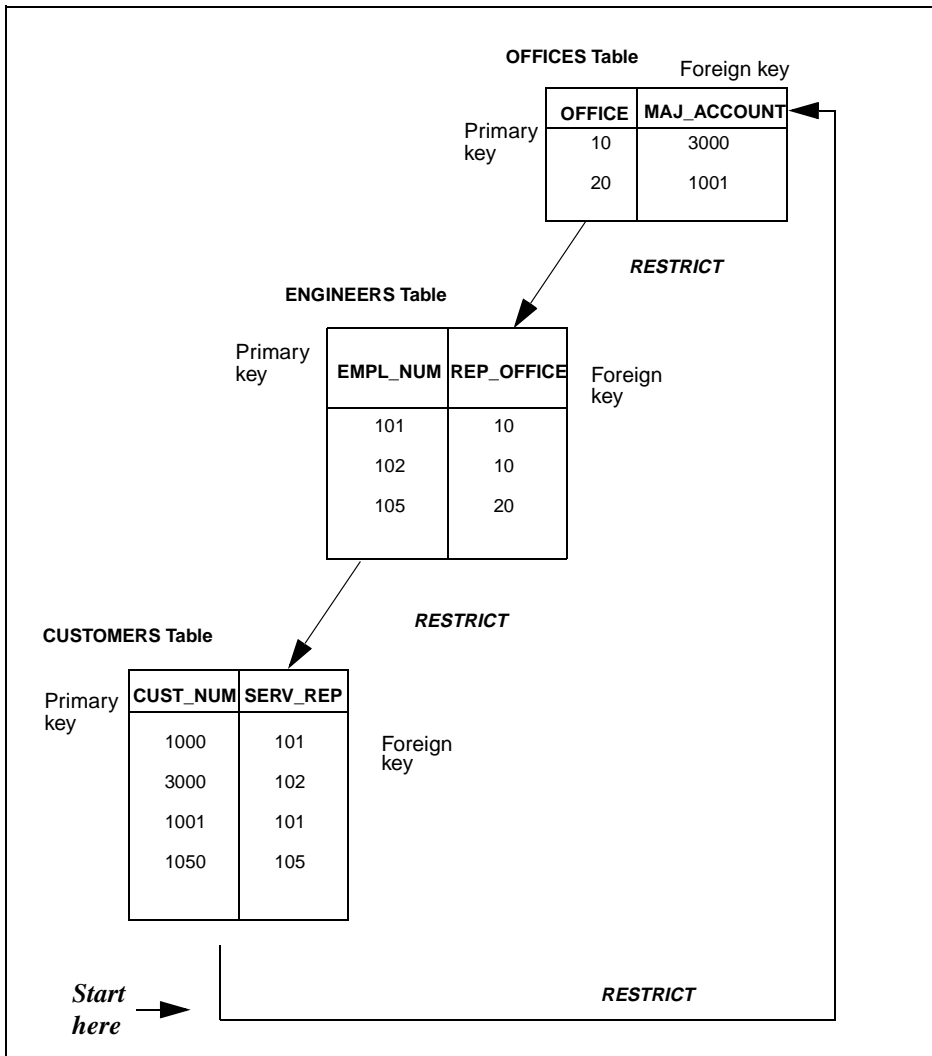 OFFICES Table
Foreign key
Primary
key
OFFICE MAJ_ACCOUNT
10 3000
20 1001
RESTRICT
ENGINEERS Table
Primary
key
EMPL_NUM REP_OFFICE
Foreign
key
101 10
102 10
105 20
RESTRICT
CUSTOMERS Table
Primary
key
CUST_NUM SERV_REP
1000 101
3000 102
1001 101
1050 105
Foreign
key
Start
here
RESTRICT